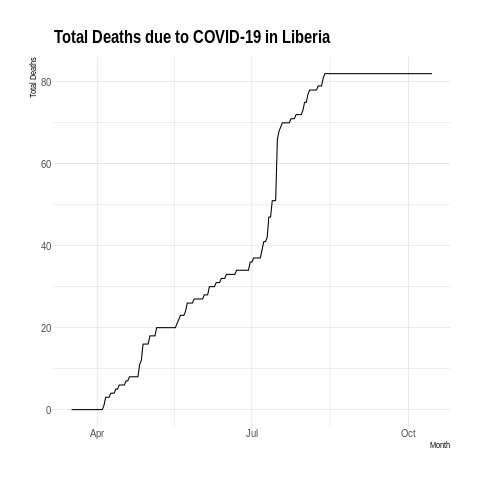 Total Deaths due to COVID-19 in Liberia
Total Deaths
80
60
40
20
0
Apr
Jul
Oct
Month